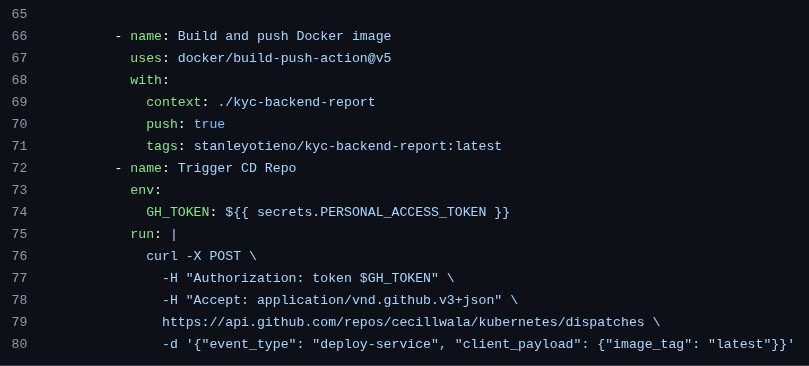 65
66 - name: Build and push Docker image
67 uses: docker/build-push-action@v5
68 with:
69 context: ./kyc-backend-report
70 push: true
71 tags: stanleyotieno/kyc-backend-report:latest
72 - name: Trigger CD Repo
73 env:
74 GH_TOKEN: ${{ secrets.PERSONAL_ACCESS_TOKEN }}
75 run: |
76 curl -X POST \
77 -H "Authorization: token $GH_TOKEN" \
78 -H "Accept: application/vnd.github.v3+json" \
79 https://api.github.com/repos/cecillwala/kubernetes/dispatches \
80 -d '{"event_type": "deploy-service", "client_payload": {"image_tag": "latest"}}'